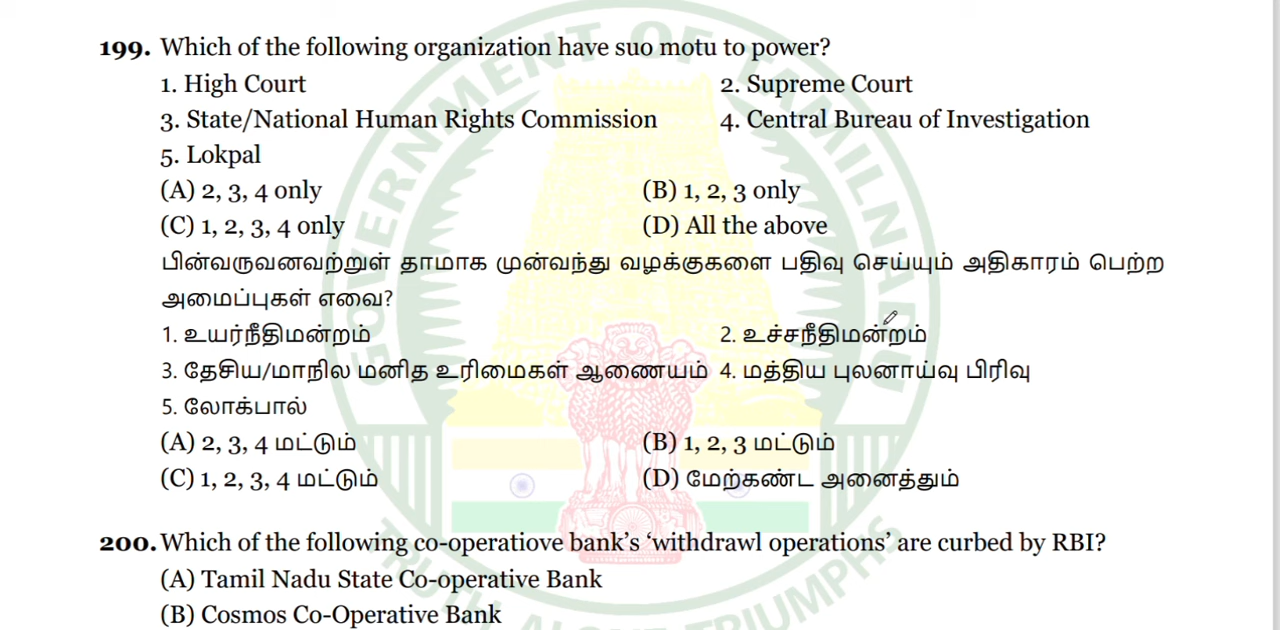 199. Which of the following organization have suo motu to power?
1. High Court 2. Supreme Court
3. State/National Human Rights Commission 4. Central Bureau of Investigation
5. Lokpal
(A) 2, 3, 4 only (B) 1, 2, 3 only
(C) 1, 2, 3, 4 only (D) All the above
பின்வருவனவற்றுள் தாமாக முன்வந்து வழக்குகளை பதிவு செய்யும் அதிகாரம் பெற்ற
அமைப்புகள் எவை?
1. உயர்நீதிமன்றம் 2. உச்சநீதிமன்றம்
3. தேசிய/மாநில மனித உரிமைகள் ஆணையம் 4. மத்திய புலனாய்வு பிரிவு
5. லோக்பால்
(A) 2, 3, 4 மட்டும் (B) 1, 2, 3 மட்டும்
(C) 1, 2, 3, 4 மட்டும் (D) மேற்கண்ட அனைத்தும்
200. Which of the following co-operatiove bank's ‘withdrawl operations’ are curbed by RBI?
(A) Tamil Nadu State Co-operative Bank
(B) Cosmos Co-Operative Bank
GOVERNMENT OF TAMILNADU
TRUTH ALONE TRIUMPHS